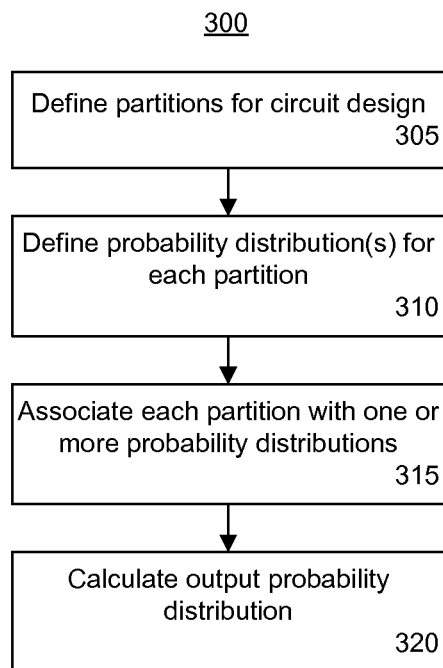 300
Define partitions for circuit design
305
Define probability distribution(s) for
each partition
310
Associate each partition with one or
more probability distributions
315
Calculate output probability
distribution
320